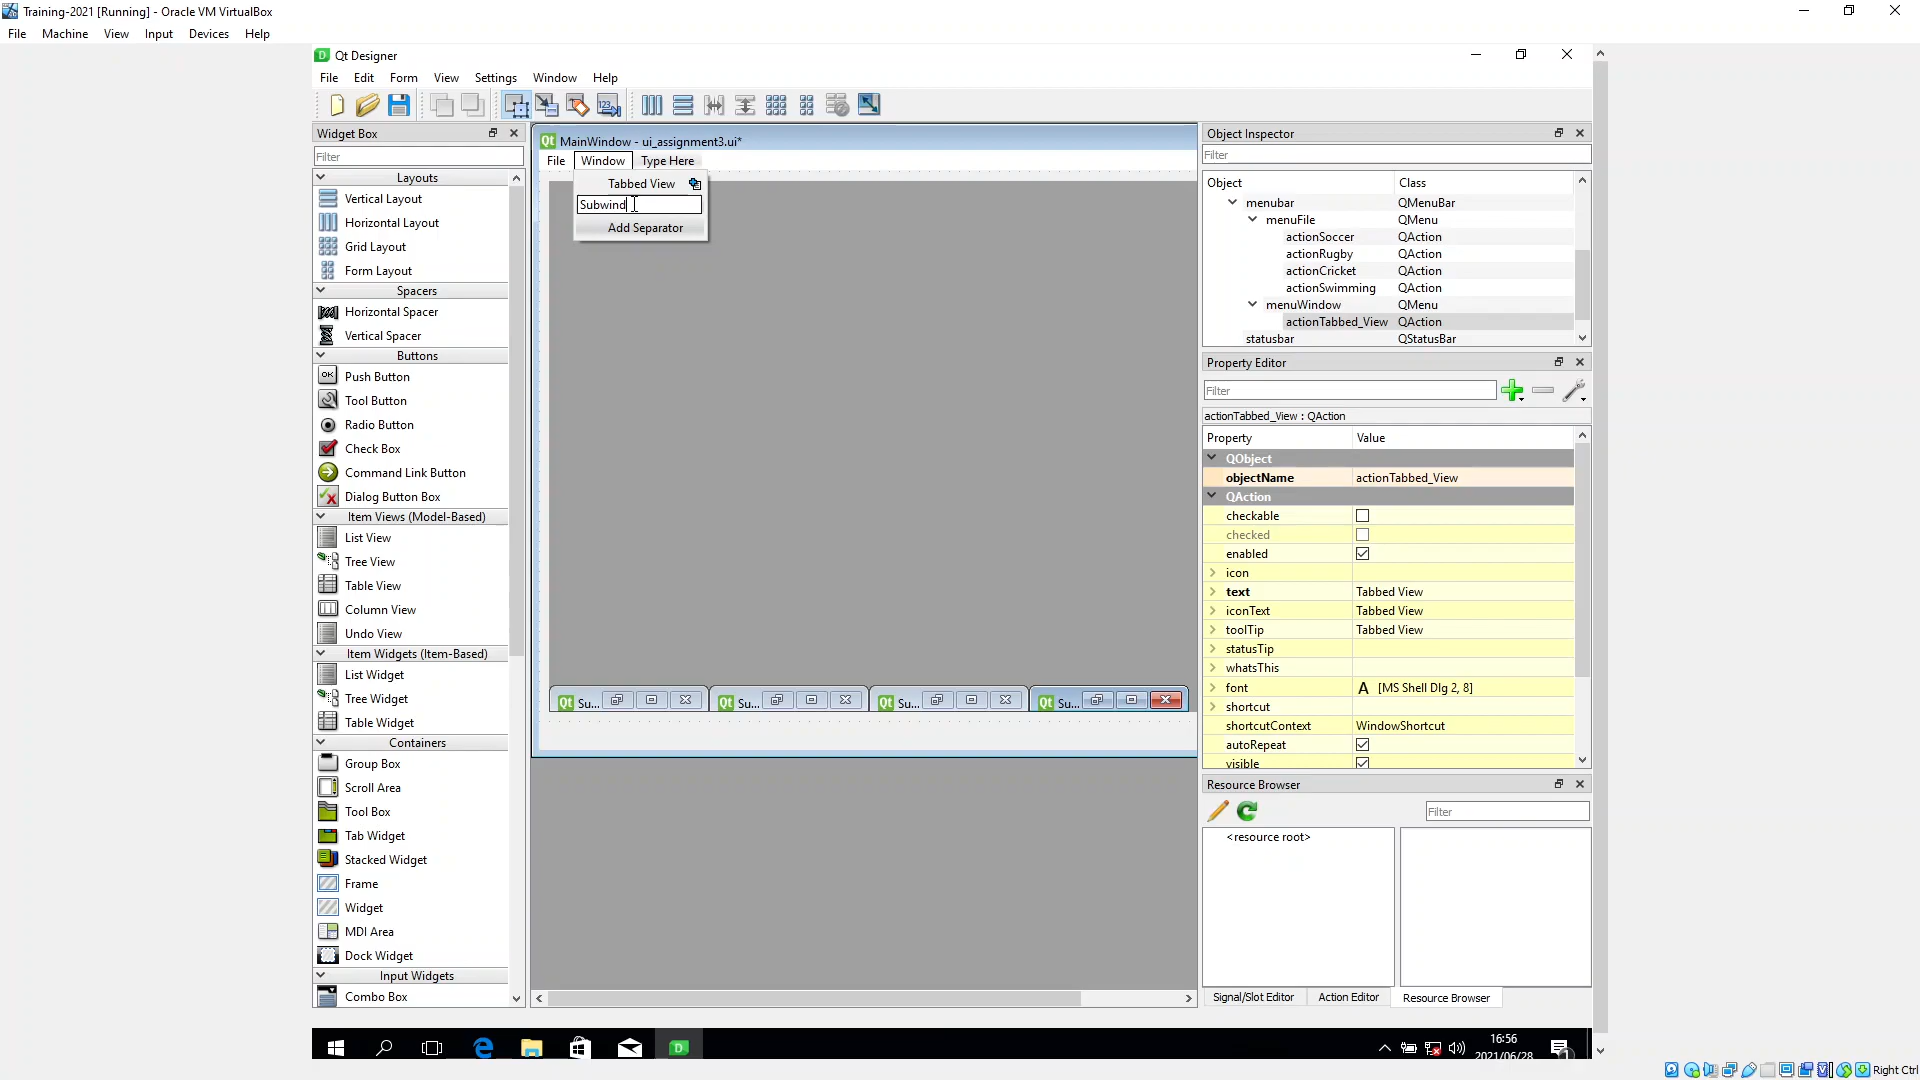 Training-2021 [Running] - Oracle VM VirtualBox
File Machine View Input Devices Help
Qt Designer
File Edit Form View Settings Window Help
Widget Box
Filter
Layouts
Vertical Layout
Horizontal Layout
Grid Layout
Form Layout
Spacers
Horizontal Spacer
Vertical Spacer
Buttons
Push Button
Tool Button
Radio Button
Check Box
Command Link Button
Dialog Button Box
Item Views (Model-Based)
List View
Tree View
Table View
Column View
Undo View
Item Widgets (Item-Based)
List Widget
Tree Widget
Table Widget
Containers
Group Box
Scroll Area
Tool Box
Tab Widget
Stacked Widget
Frame
Widget
MDI Area
Dock Widget
Input Widgets
Combo Box
MainWindow - ui_assignment3.ui*
File Window Type Here
Tabbed View
Subwind
Add Separator
Su... Su... Su... Su...
Object Inspector
Filter
Object Class
menubar QMenuBar
menuFile QMenu
actionSoccer QAction
actionRugby QAction
actionCricket QAction
actionSwimming QAction
menuWindow QMenu
actionTabbed_View QAction
statusbar QStatusBar
Property Editor
Filter
actionTabbed_View : QAction
Property Value
QObject
objectName actionTabbed_View
QAction
checkable
checked
enabled
icon
text Tabbed View
iconText Tabbed View
toolTip Tabbed View
statusTip
whatsThis
font A [MS Shell Dlg 2, 8]
shortcut
shortcutContext WindowShortcut
autoRepeat
visible
Resource Browser
Filter
<resource root>
Signal/Slot Editor Action Editor Resource Browser
16:56
2021/06/28
Right Ctrl